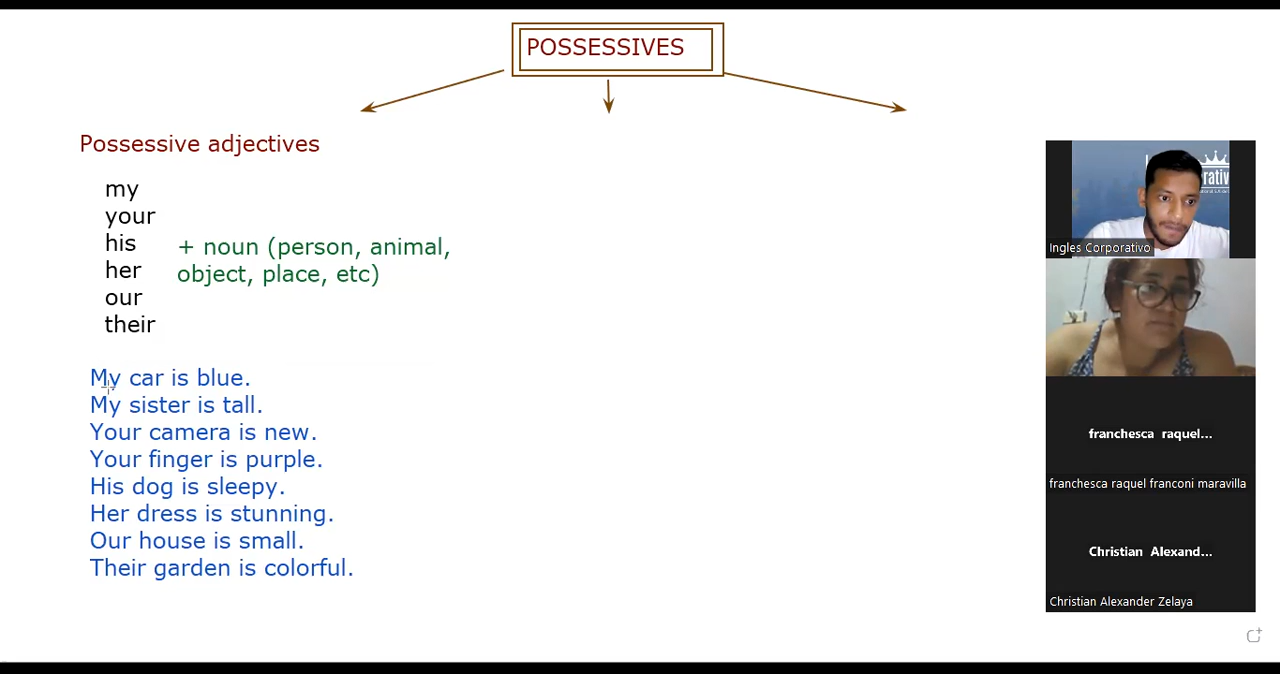 POSSESSIVES
Possessive adjectives
my
your
his
her
our
their
+ noun (person, animal,
object, place, etc)
My car is blue.
My sister is tall.
Your camera is new.
Your finger is purple.
His dog is sleepy.
Her dress is stunning.
Our house is small.
Their garden is colorful.
Ingles Corporativo
franchesca raquel...
franchesca raquel franconi maravilla
Christian Alexand...
Christian Alexander Zelaya